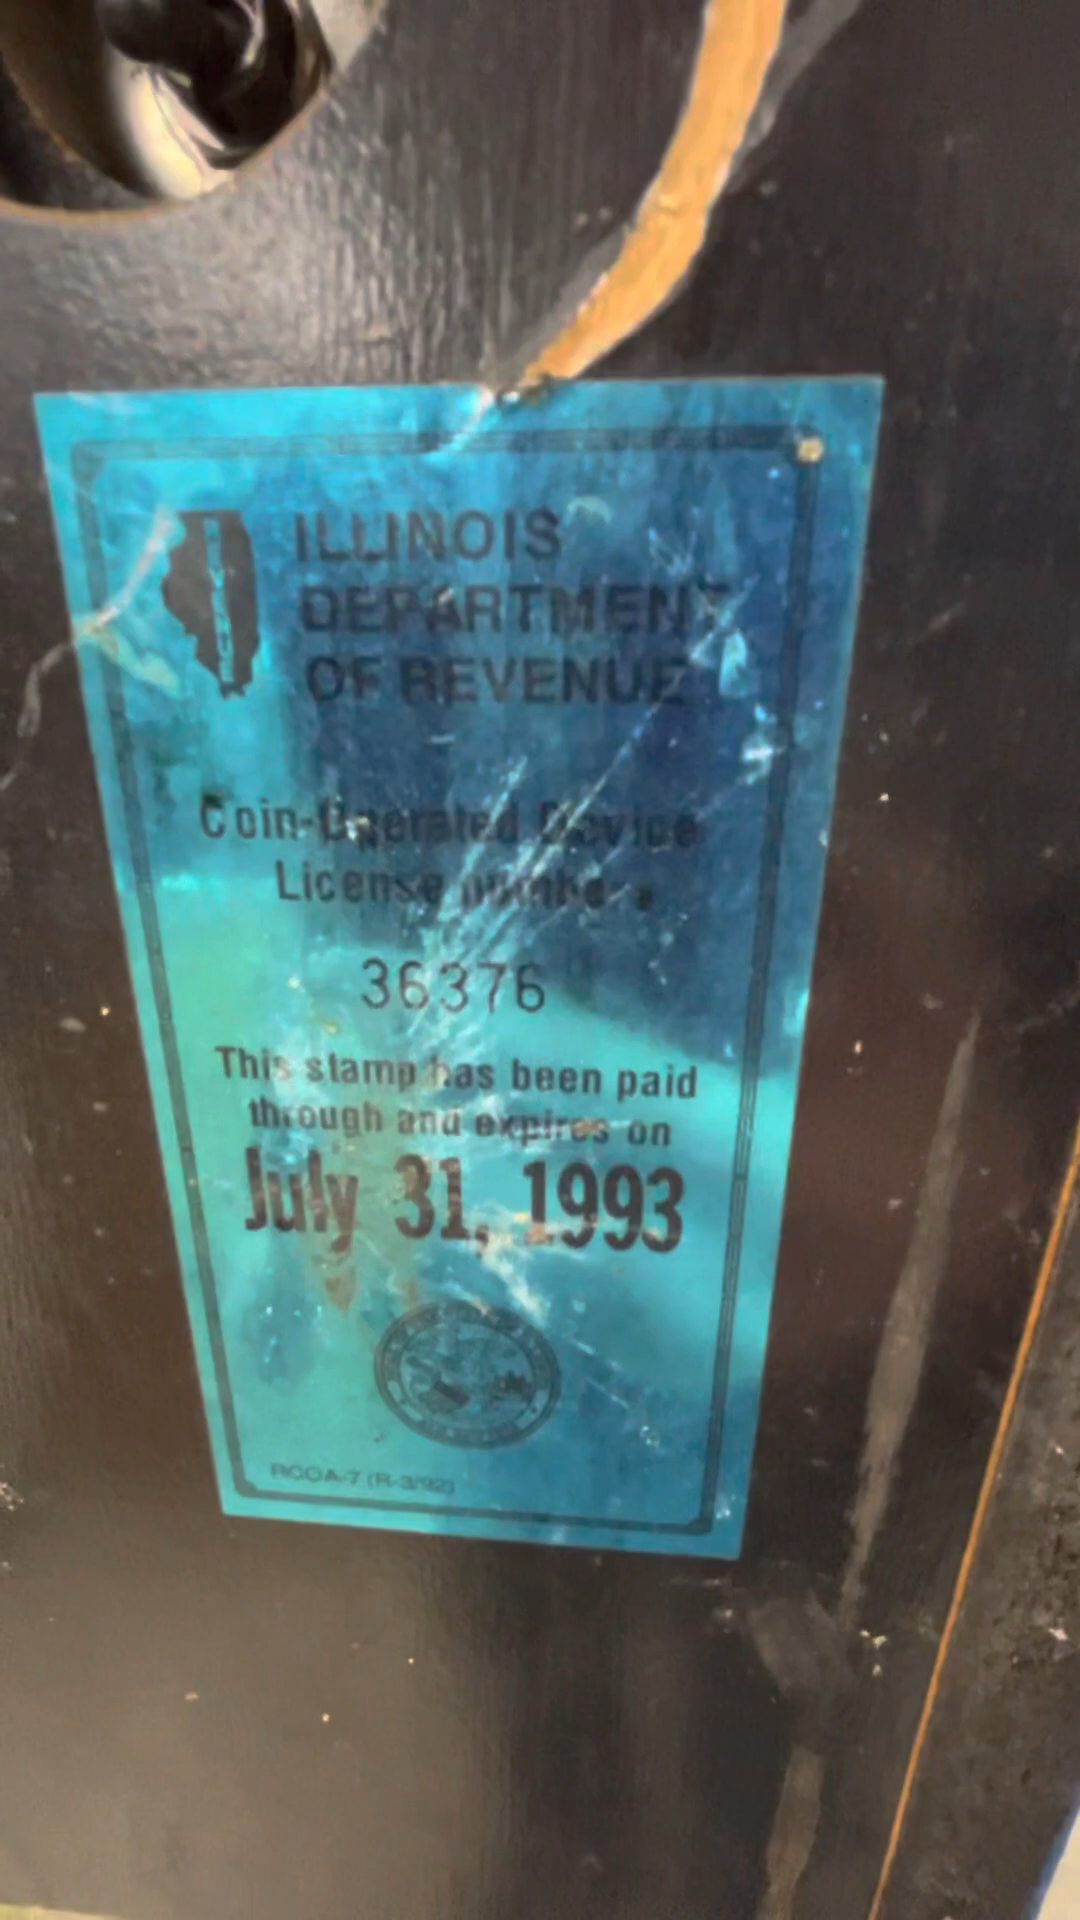 ILLINOIS
DEPARTMENT
OF REVENUE
Coin-Operated Device
License number:
36376
This stamp has been paid
through and expires on
July 31, 1993
RCOA-7 (R-3/92)